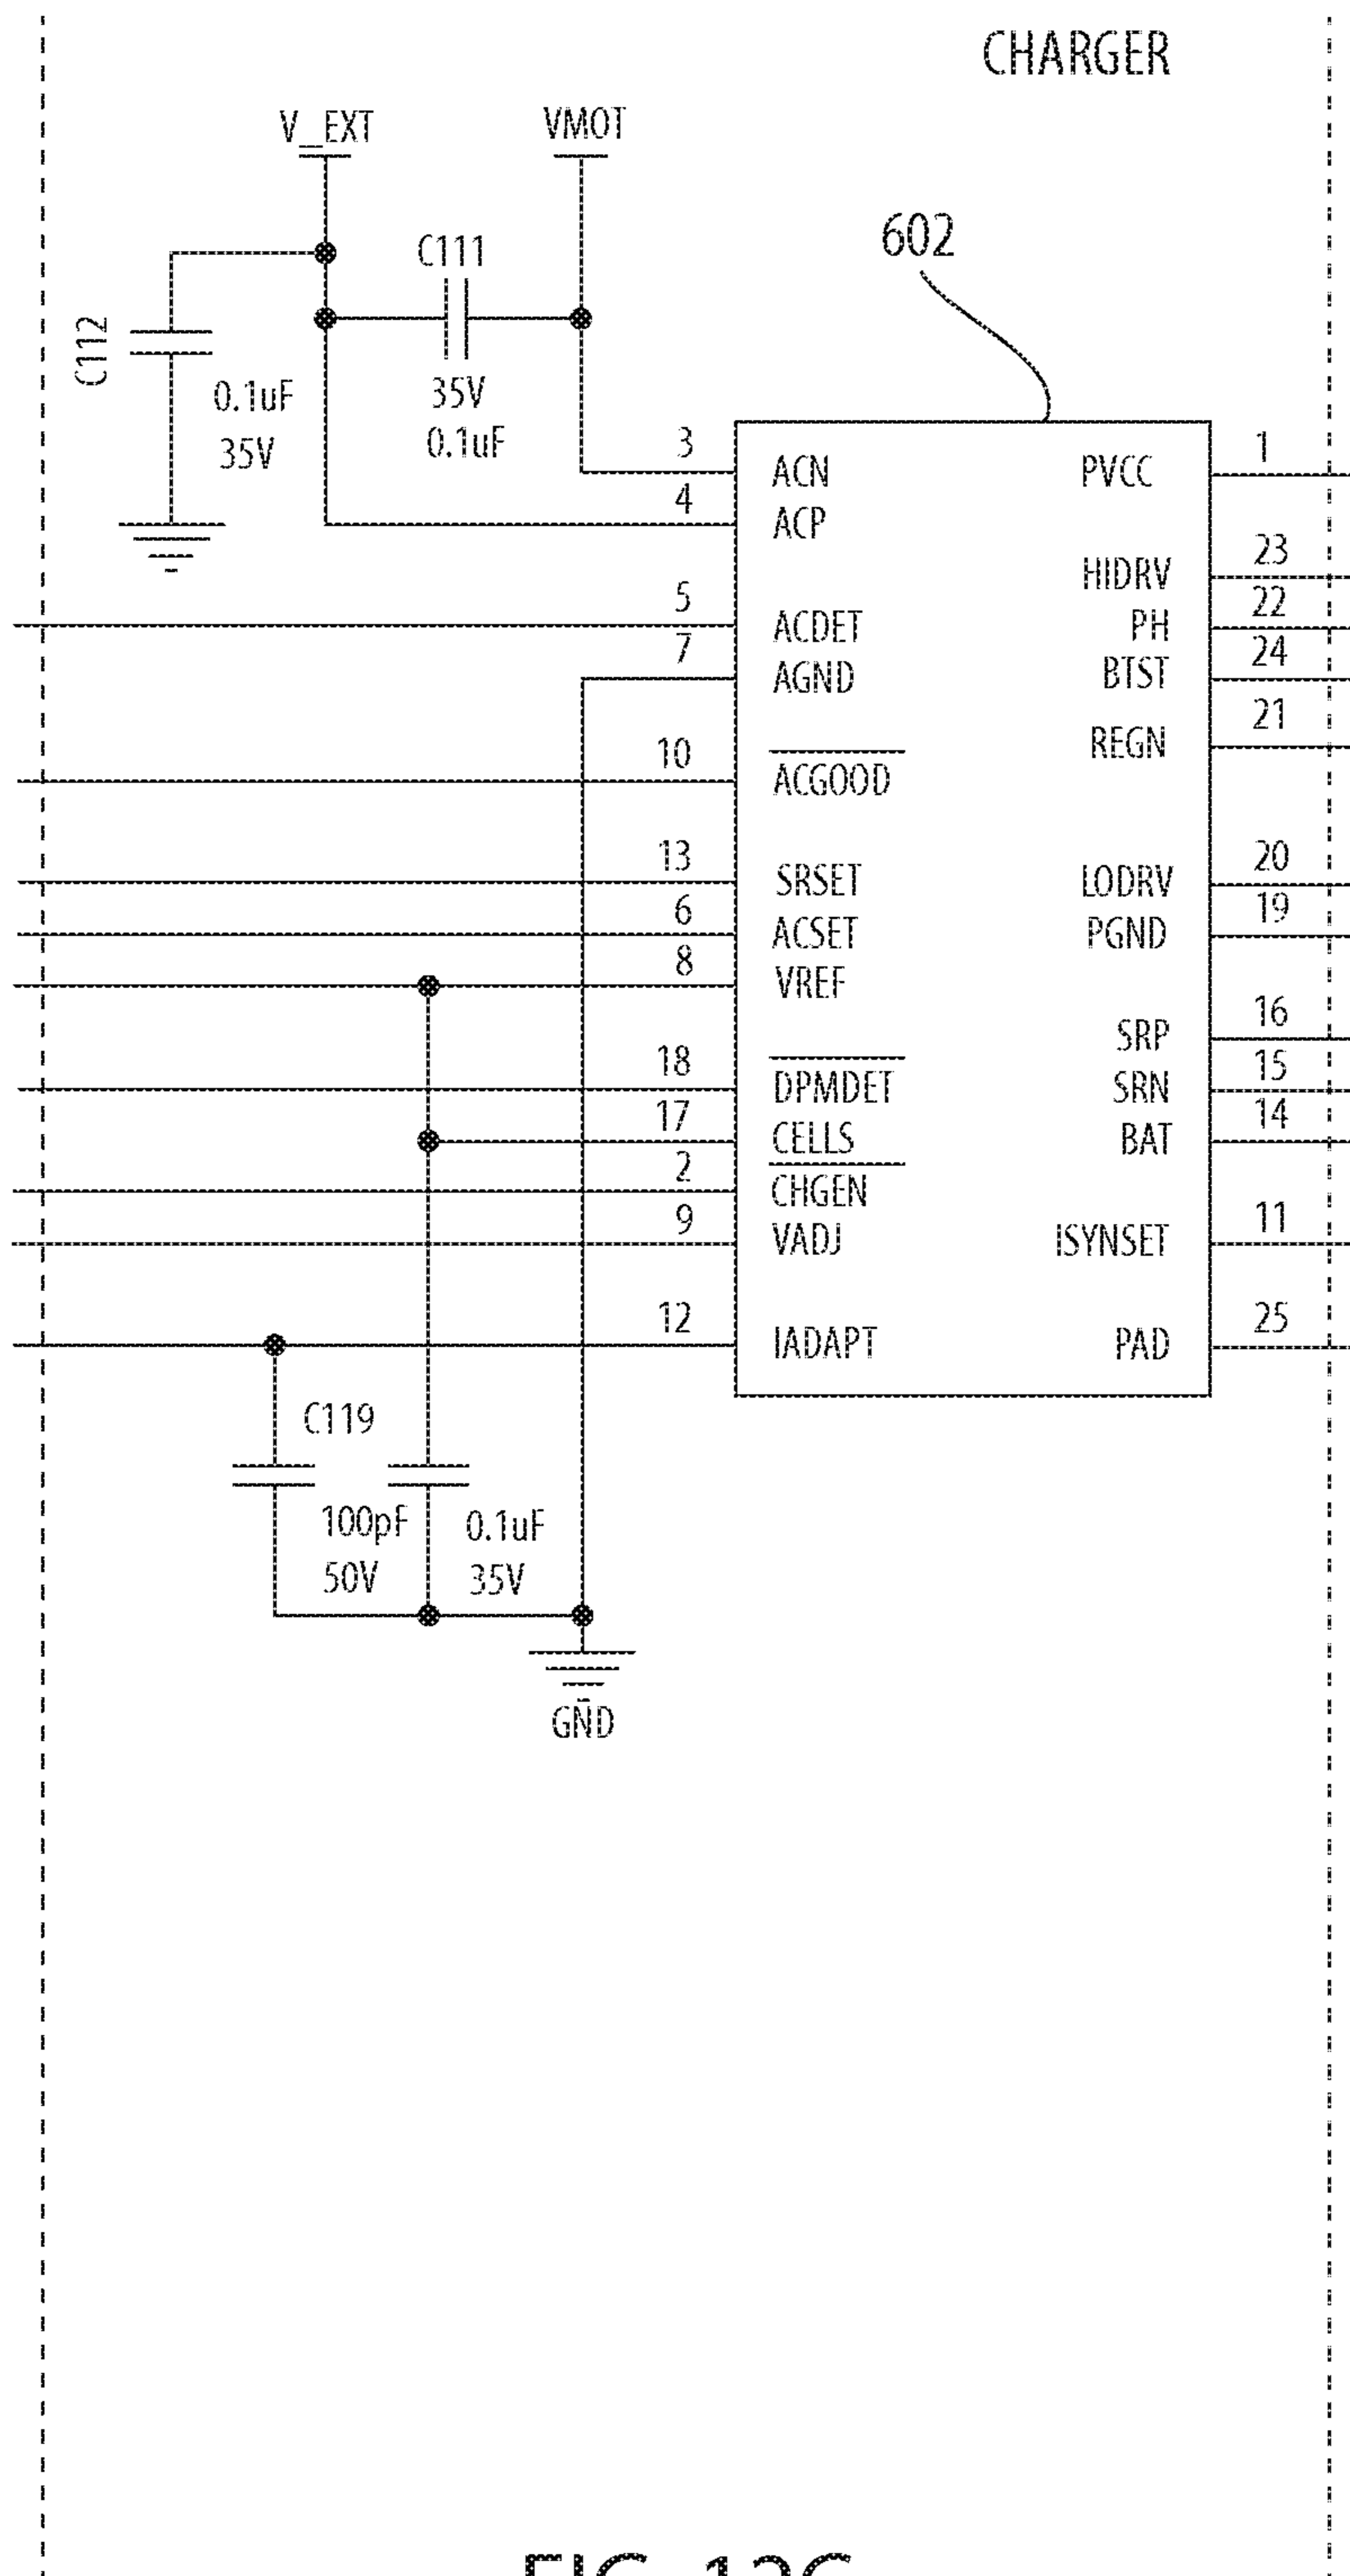 CHARGER
V_EXT
VMOT
602
C111
C112
35V
0.1uF
0.1uF
35V
3
ACN
PVCC
1
4
ACP
HIDRV
23
5
ACDET
PH
22
7
AGND
BTST
24
REGN
21
10
ACGOOD
13
SRSET
LODRV
20
6
ACSET
PGND
19
8
VREF
SRP
16
18
DPMDET
SRN
15
17
CELLS
BAT
14
2
CHGEN
9
VADJ
ISYNSET
11
12
IADAPT
PAD
25
C119
100pF
50V
0.1uF
35V
GND